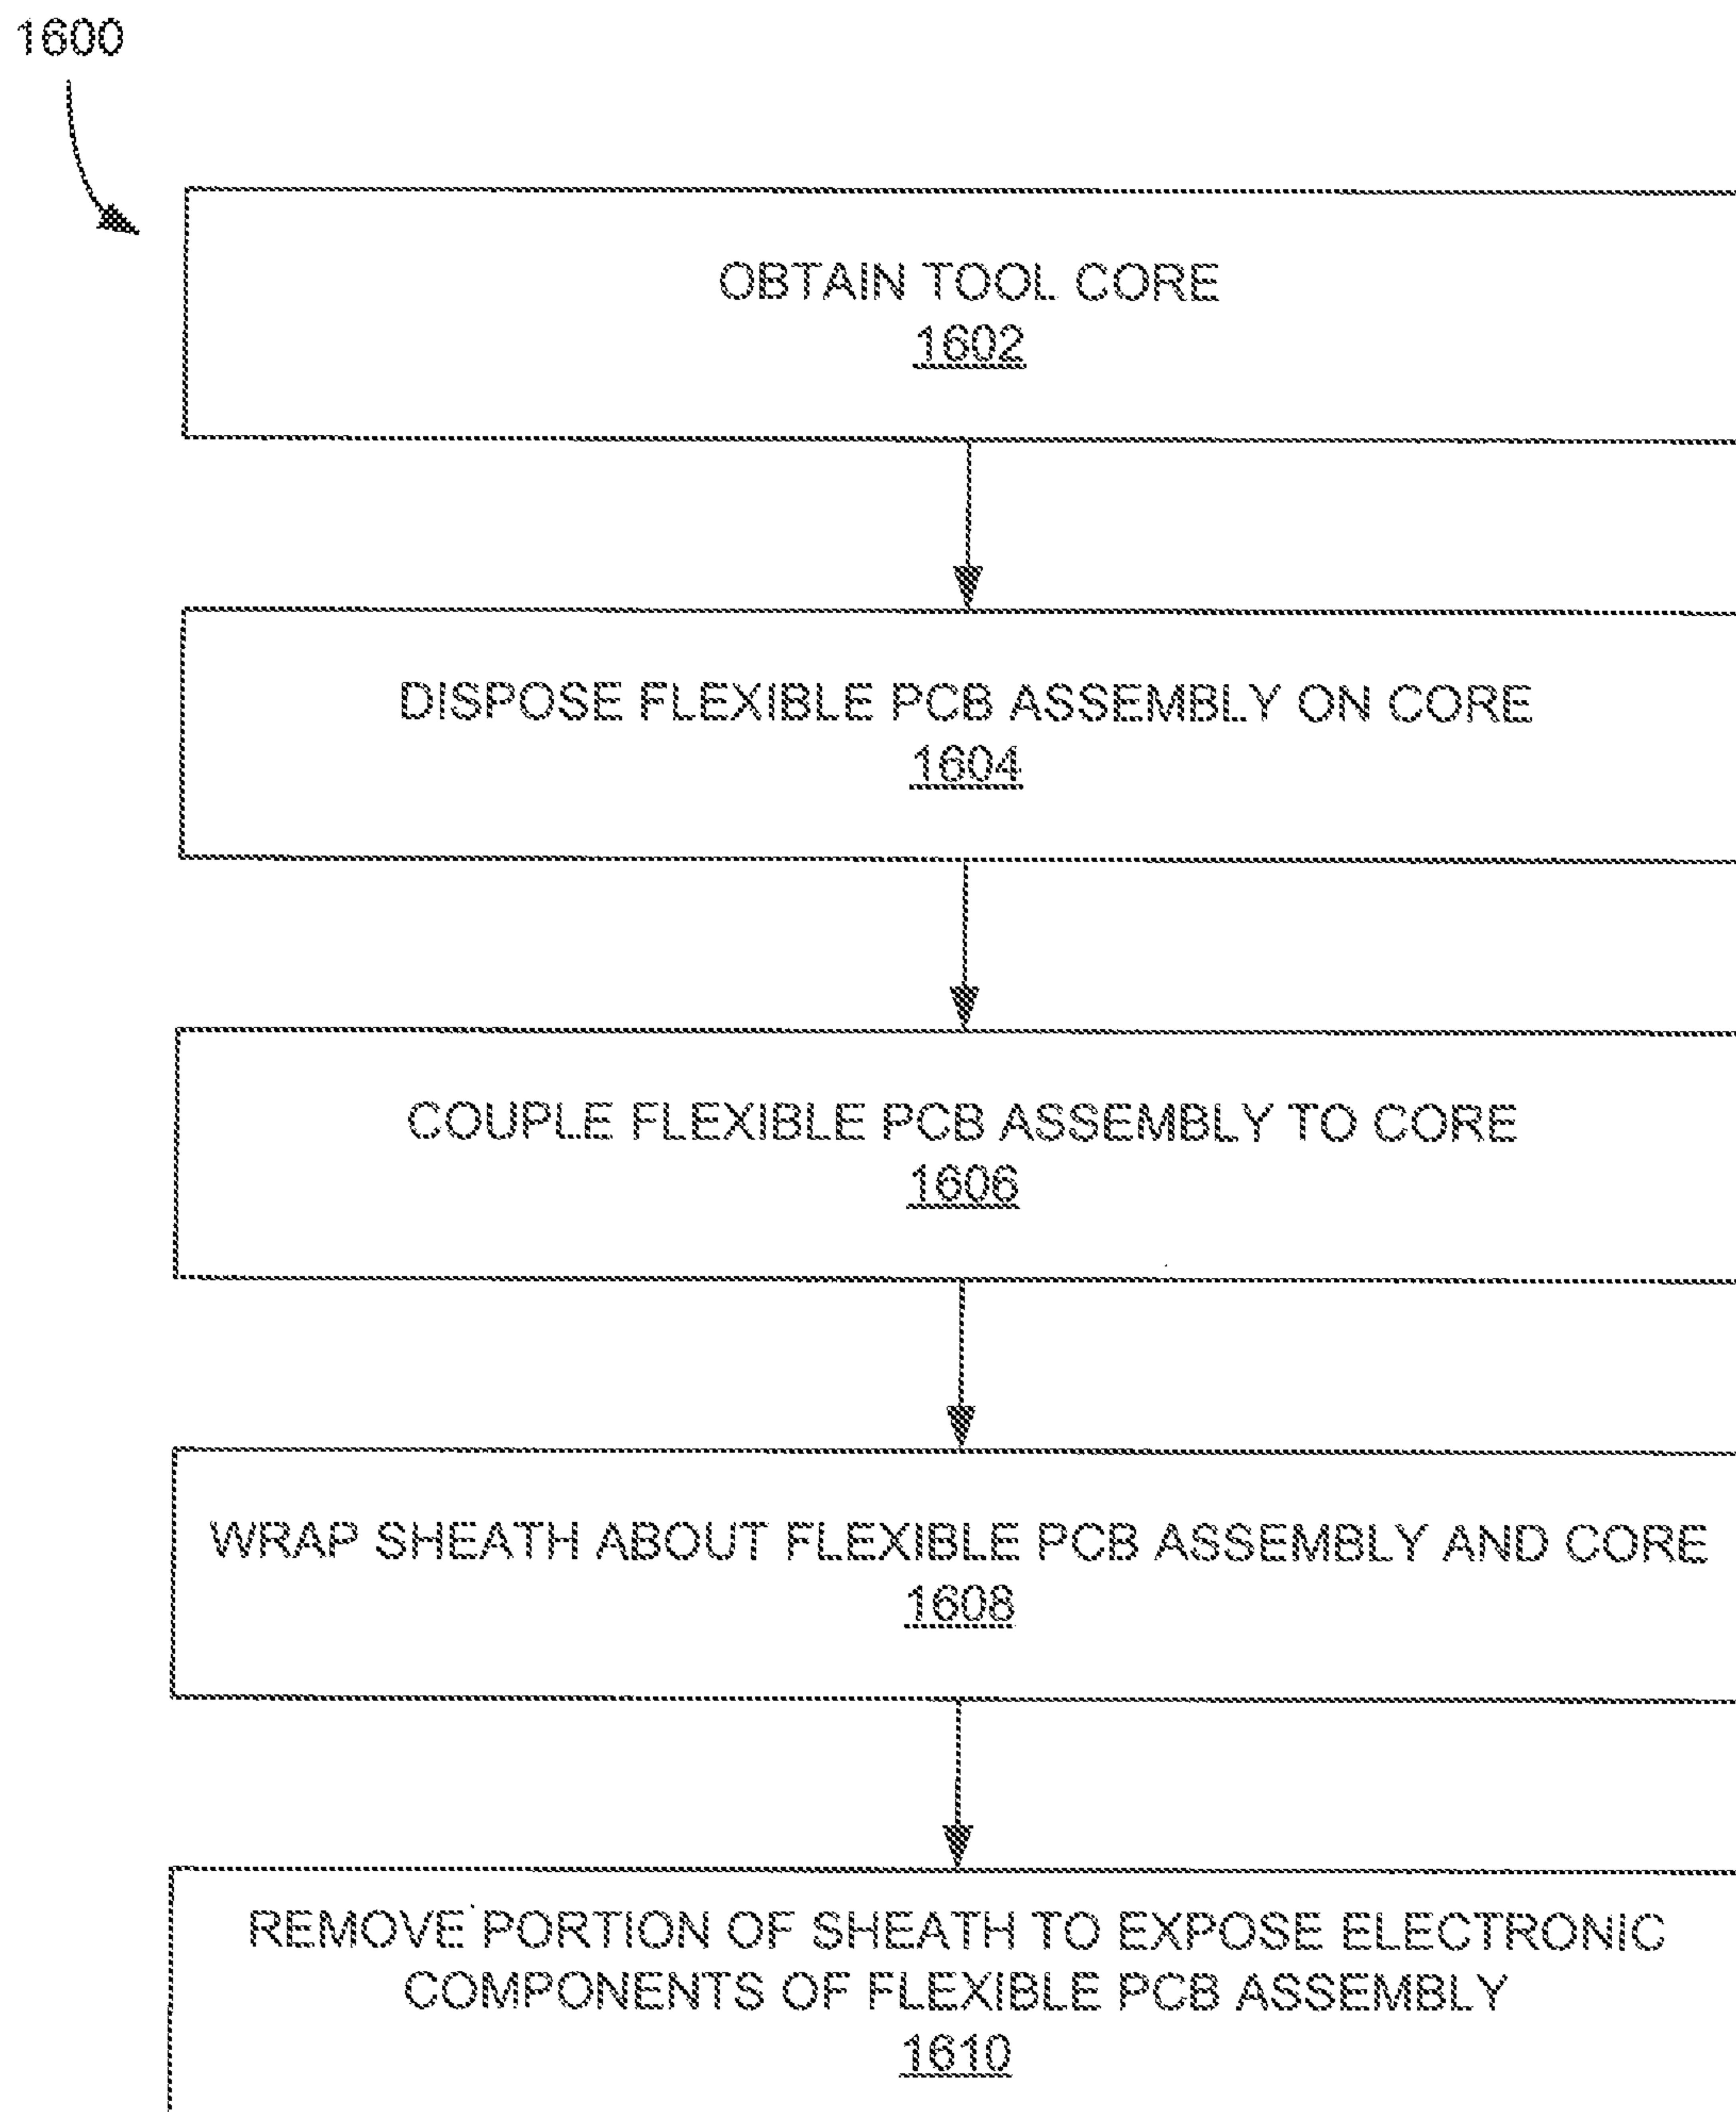 1600
OBTAIN TOOL CORE
1602
DISPOSE FLEXIBLE PCB ASSEMBLY ON CORE
1604
COUPLE FLEXIBLE PCB ASSEMBLY TO CORE
1606
WRAP SHEATH ABOUT FLEXIBLE PCB ASSEMBLY AND CORE
1608
REMOVE PORTION OF SHEATH TO EXPOSE ELECTRONIC
COMPONENTS OF FLEXIBLE PCB ASSEMBLY
1610